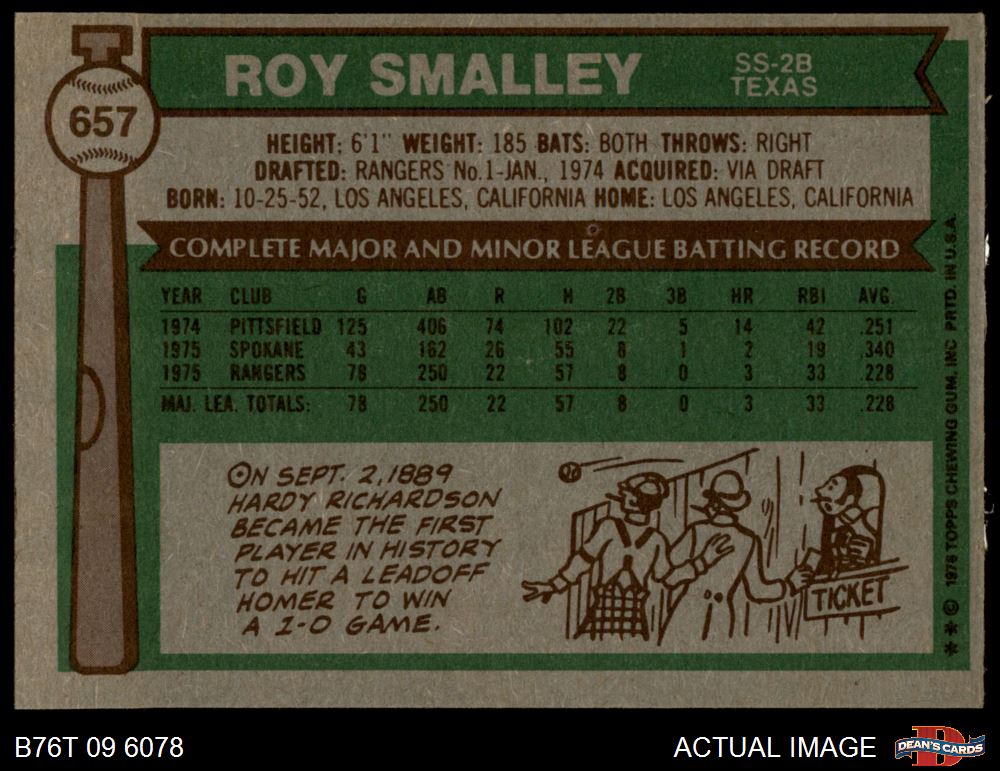 ROY SMALLEY
SS-2B
TEXAS
657
HEIGHT: 6'1" WEIGHT: 185 BATS: BOTH THROWS: RIGHT
DRAFTED: RANGERS No.1-JAN., 1974 ACQUIRED: VIA DRAFT
BORN: 10-25-52, LOS ANGELES, CALIFORNIA HOME: LOS ANGELES, CALIFORNIA
COMPLETE MAJOR AND MINOR LEAGUE BATTING RECORD
YEAR CLUB G AB R H 2B 3B HR RBI AVG.
1974 PITTSFIELD 125 406 74 102 22 5 14 42 .251
1975 SPOKANE 43 162 26 55 8 1 2 19 .340
1975 RANGERS 78 250 22 57 8 0 3 33 .228
MAJ. LEA. TOTALS: 78 250 22 57 8 0 3 33 .228
ON SEPT. 2, 1889
HARDY RICHARDSON
BECAME THE FIRST
PLAYER IN HISTORY
TO HIT A LEADOFF
HOMER TO WIN
A 1-0 GAME.
TICKET
**© 1976 TOPPS CHEWING GUM, INC PRTD. IN U.S.A.
B76T 09 6078
ACTUAL IMAGE
D
DEAN'S CARDS